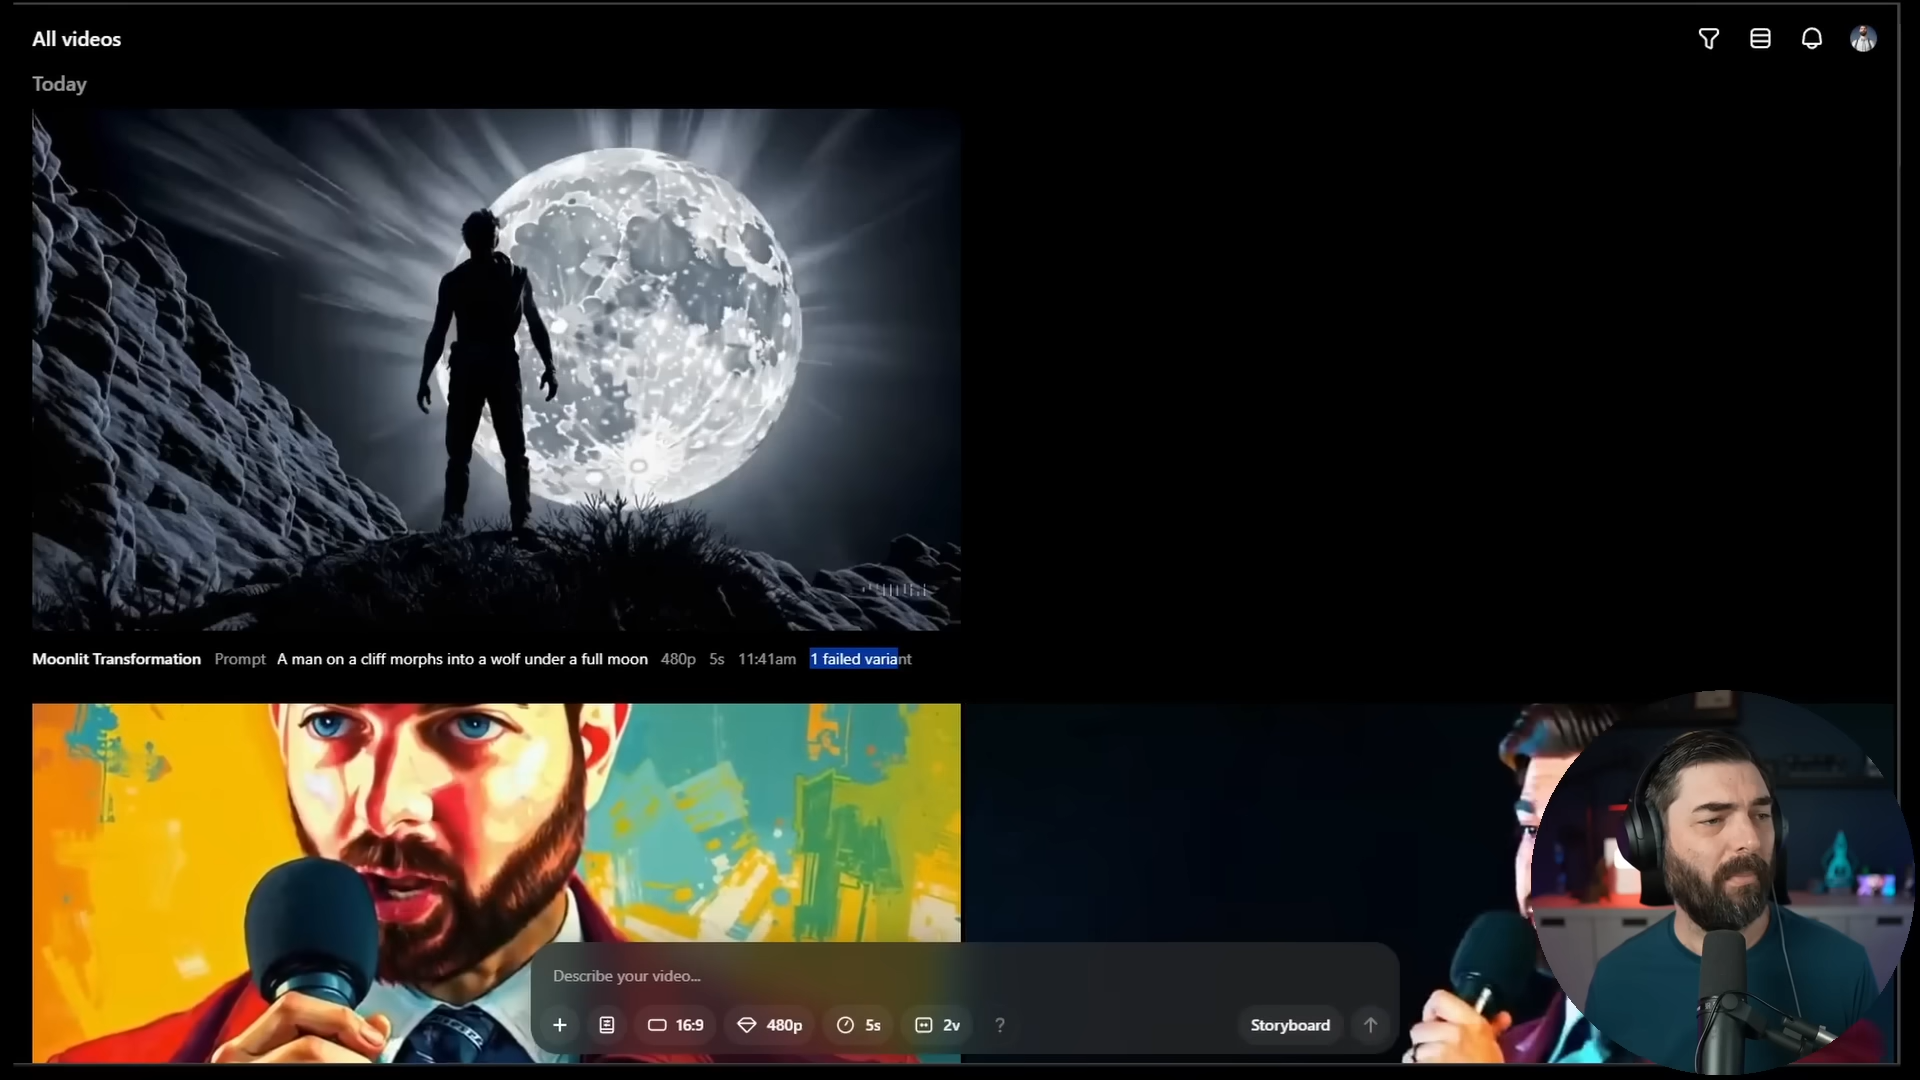 All videos
Today
Moonlit Transformation Prompt A man on a cliff morphs into a wolf under a full moon 480p 5s 11:41am 1 failed variant
Describe your video...
+ 16:9 480p 5s 2v ? Storyboard